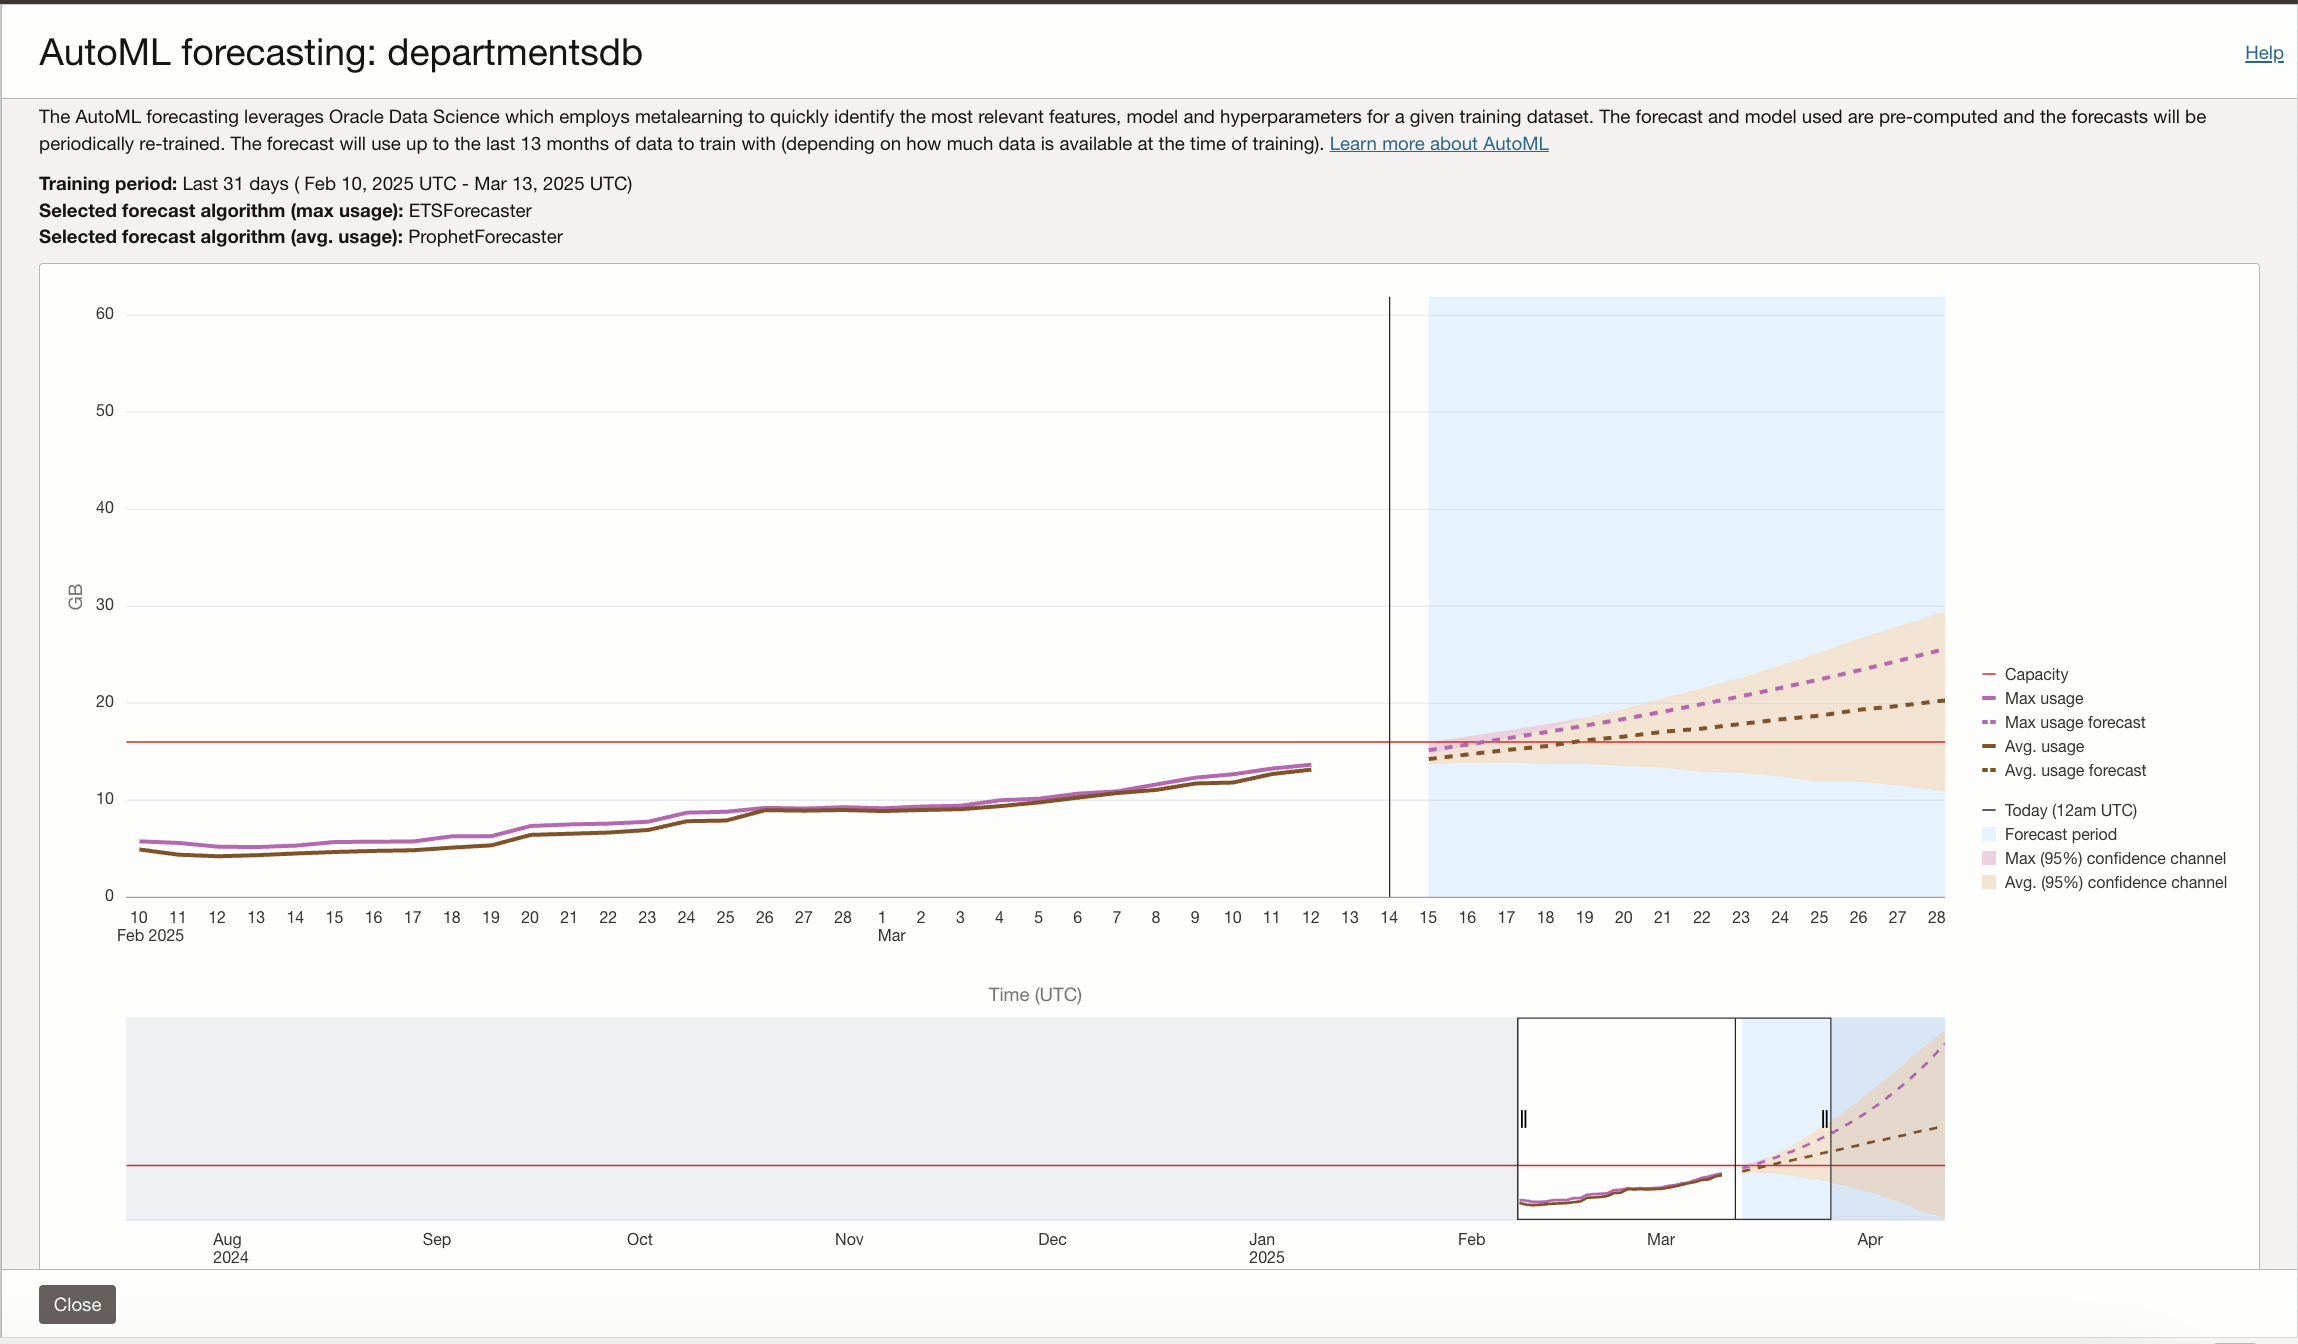 AutoML forecasting: departmentsdb
Help
The AutoML forecasting leverages Oracle Data Science which employs metalearning to quickly identify the most relevant features, model and hyperparameters for a given training dataset. The forecast and model used are pre-computed and the forecasts will be
periodically re-trained. The forecast will use up to the last 13 months of data to train with (depending on how much data is available at the time of training). Learn more about AutoML
Training period: Last 31 days ( Feb 10, 2025 UTC - Mar 13, 2025 UTC)
Selected forecast algorithm (max usage): ETSForecaster
Selected forecast algorithm (avg. usage): ProphetForecaster
60
50
40
30
20
10
0
GB
10 11 12 13 14 15 16 17 18 19 20 21 22 23 24 25 26 27 28 1 2 3 4 5 6 7 8 9 10 11 12 13 14 15 16 17 18 19 20 21 22 23 24 25 26 27 28
Feb 2025 Mar
Time (UTC)
Capacity
Max usage
Max usage forecast
Avg. usage
Avg. usage forecast
Today (12am UTC)
Forecast period
Max (95%) confidence channel
Avg. (95%) confidence channel
Aug Sep Oct Nov Dec Jan Feb Mar Apr
2024 2025
Close